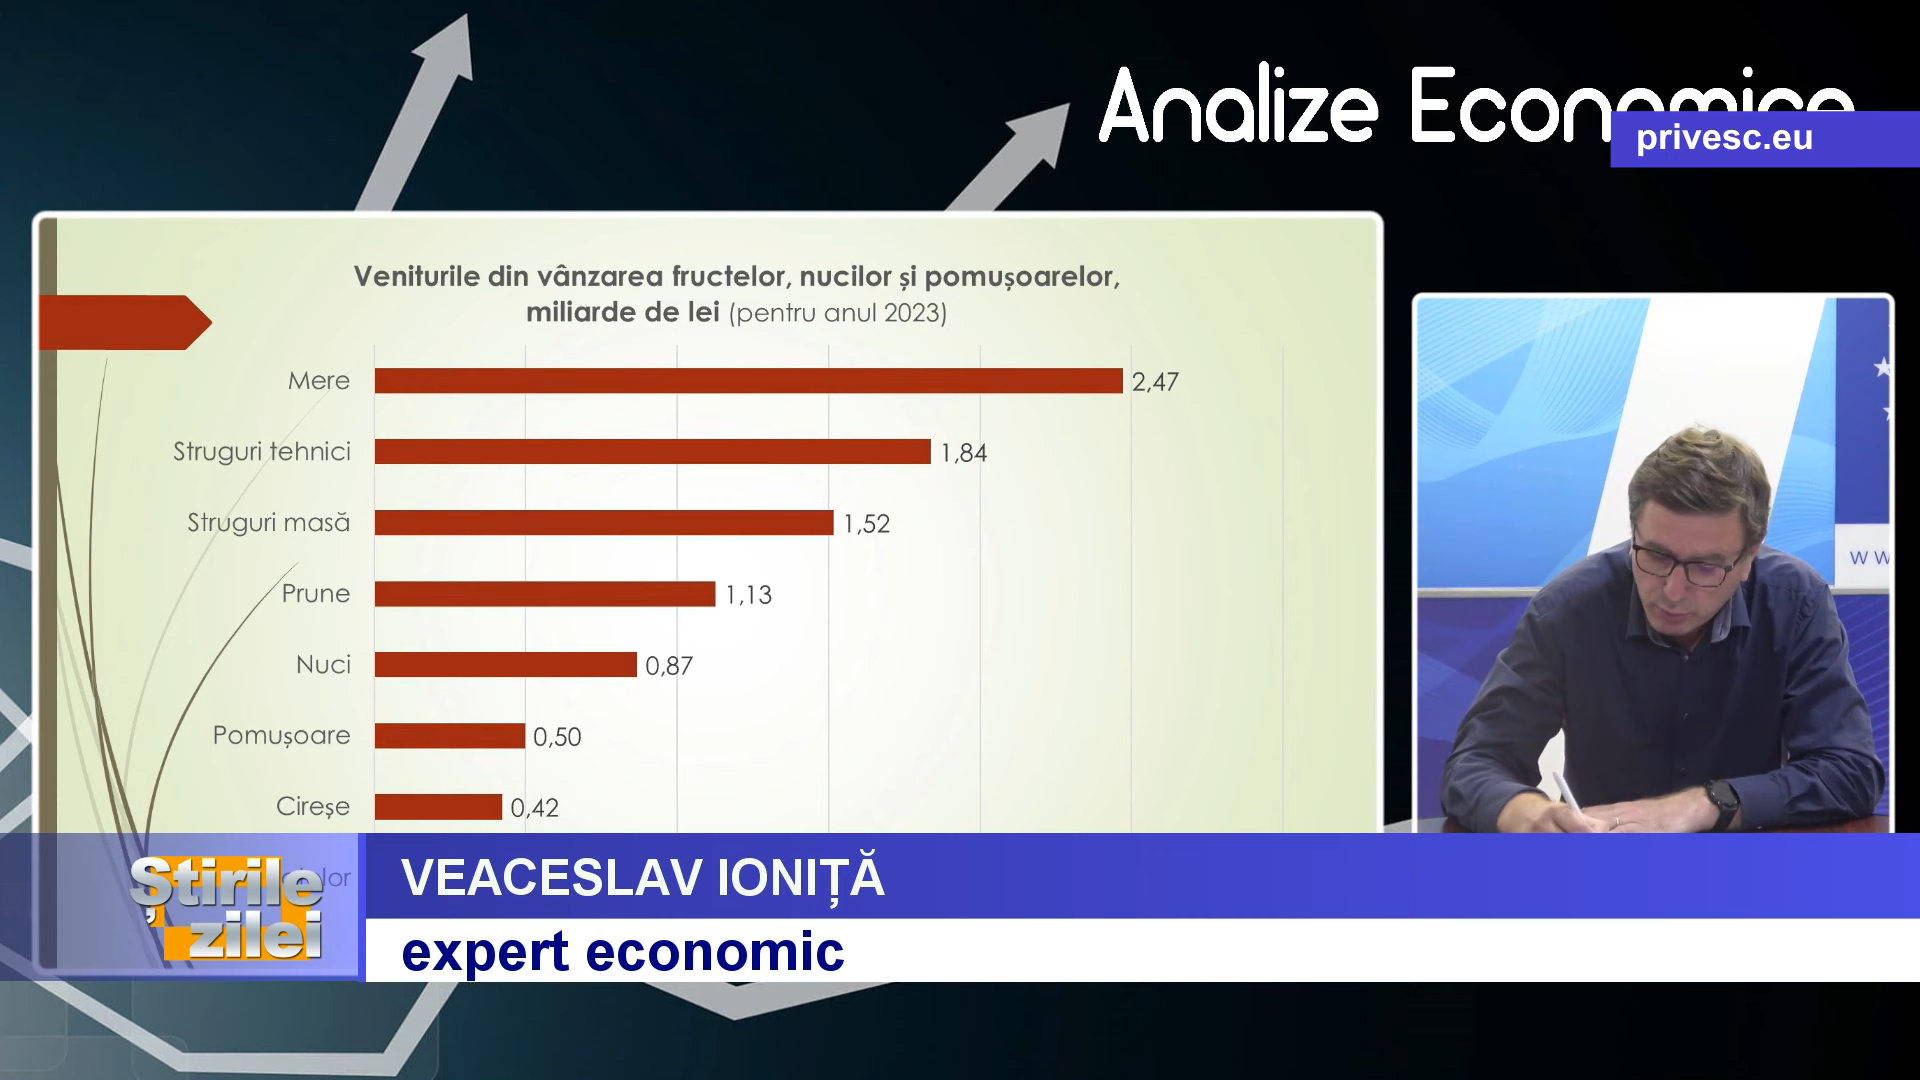 Analize Economice
privesc.eu
Veniturile din vânzarea fructelor, nucilor și pomușoarelor,
miliarde de lei (pentru anul 2023)
Mere 2,47
Struguri tehnici 1,84
Struguri masă 1,52
Prune 1,13
Nuci 0,87
Pomușoare 0,50
Cireșe 0,42
Știrile
zilei
VEACESLAV IONIȚĂ
expert economic